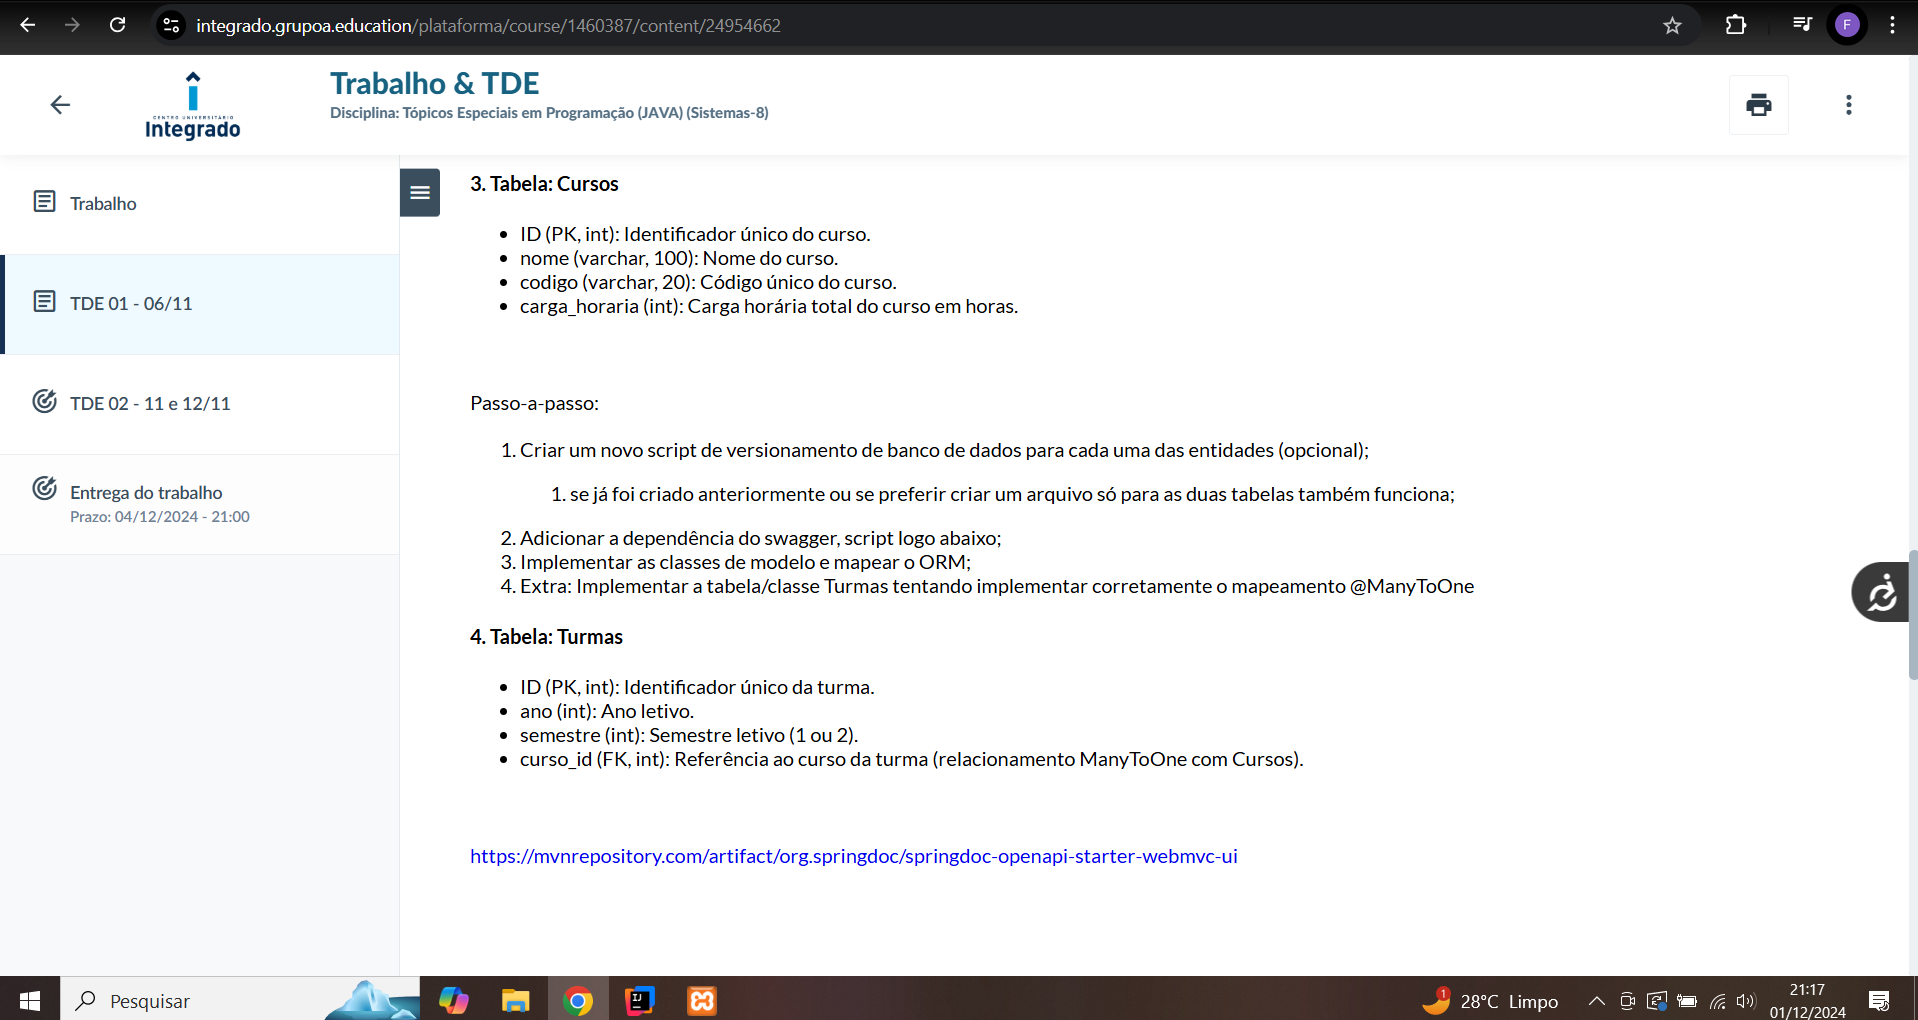 integrado.grupoa.education/plataforma/course/1460387/content/24954662
F
CENTRO UNIVERSITÁRIO
Integrado
Trabalho & TDE
Disciplina: Tópicos Especiais em Programação (JAVA) (Sistemas-8)
Trabalho
TDE 01 - 06/11
TDE 02 - 11 e 12/11
Entrega do trabalho
Prazo: 04/12/2024 - 21:00
3. Tabela: Cursos
ID (PK, int): Identificador único do curso.
nome (varchar, 100): Nome do curso.
codigo (varchar, 20): Código único do curso.
carga_horaria (int): Carga horária total do curso em horas.
Passo-a-passo:
1. Criar um novo script de versionamento de banco de dados para cada uma das entidades (opcional);
1. se já foi criado anteriormente ou se preferir criar um arquivo só para as duas tabelas também funciona;
2. Adicionar a dependência do swagger, script logo abaixo;
3. Implementar as classes de modelo e mapear o ORM;
4. Extra: Implementar a tabela/classe Turmas tentando implementar corretamente o mapeamento @ManyToOne
4. Tabela: Turmas
ID (PK, int): Identificador único da turma.
ano (int): Ano letivo.
semestre (int): Semestre letivo (1 ou 2).
curso_id (FK, int): Referência ao curso da turma (relacionamento ManyToOne com Cursos).
https://mvnrepository.com/artifact/org.springdoc/springdoc-openapi-starter-webmvc-ui
Pesquisar
IJ
1
28°C Limpo
21:17
01/12/2024